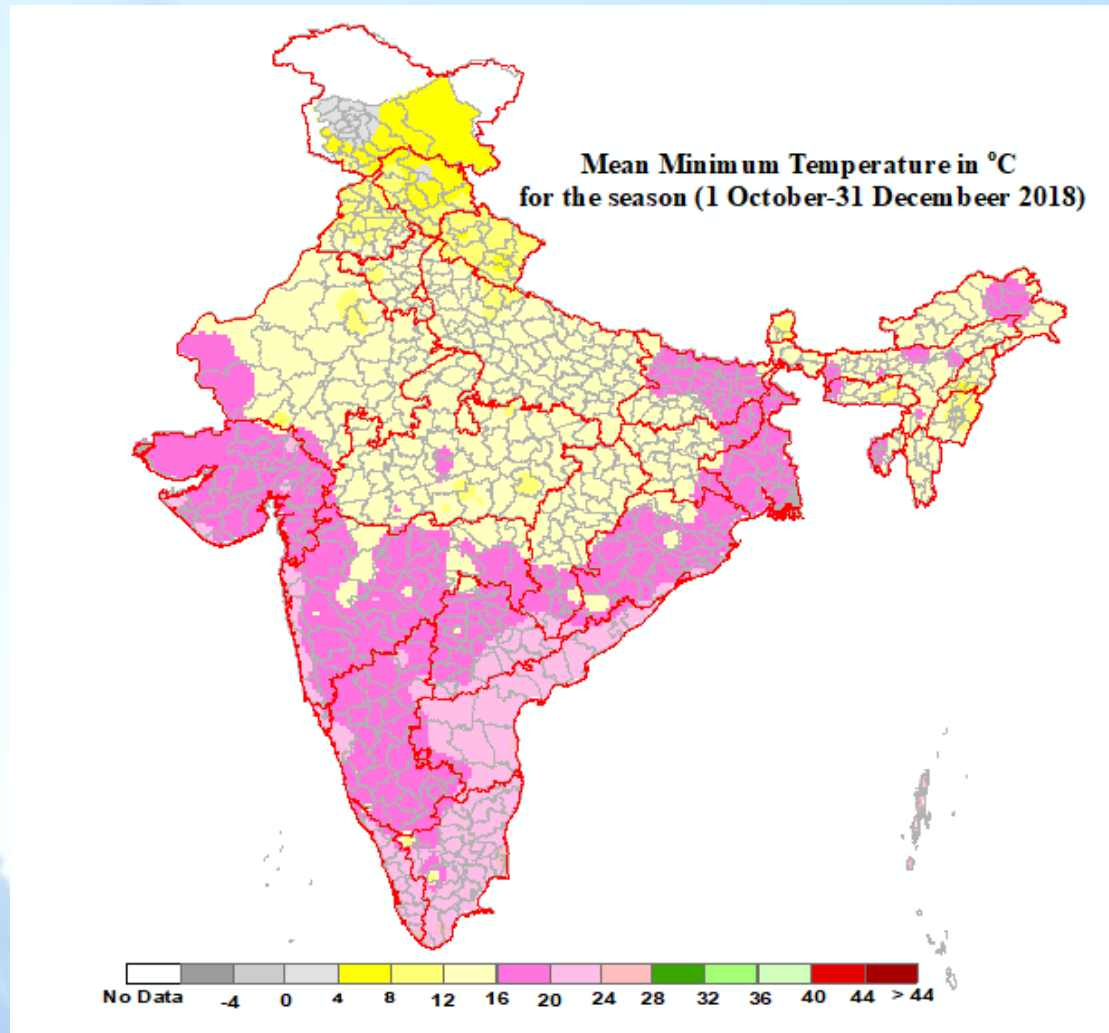 Mean Minimum Temperature in °C
for the season (1 October-31 Decembeer 2018)
No Data -4 0 4 8 12 16 20 24 28 32 36 40 44 > 44